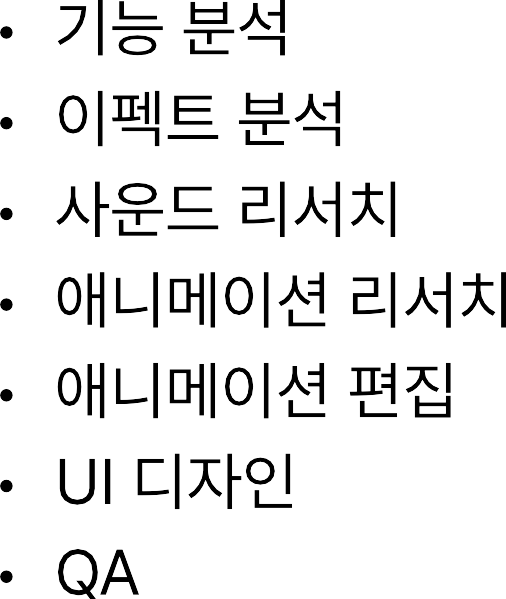 • 기능 분석
• 이펙트 분석
• 사운드 리서치
• 애니메이션 리서치
• 애니메이션 편집
• UI 디자인
• QA